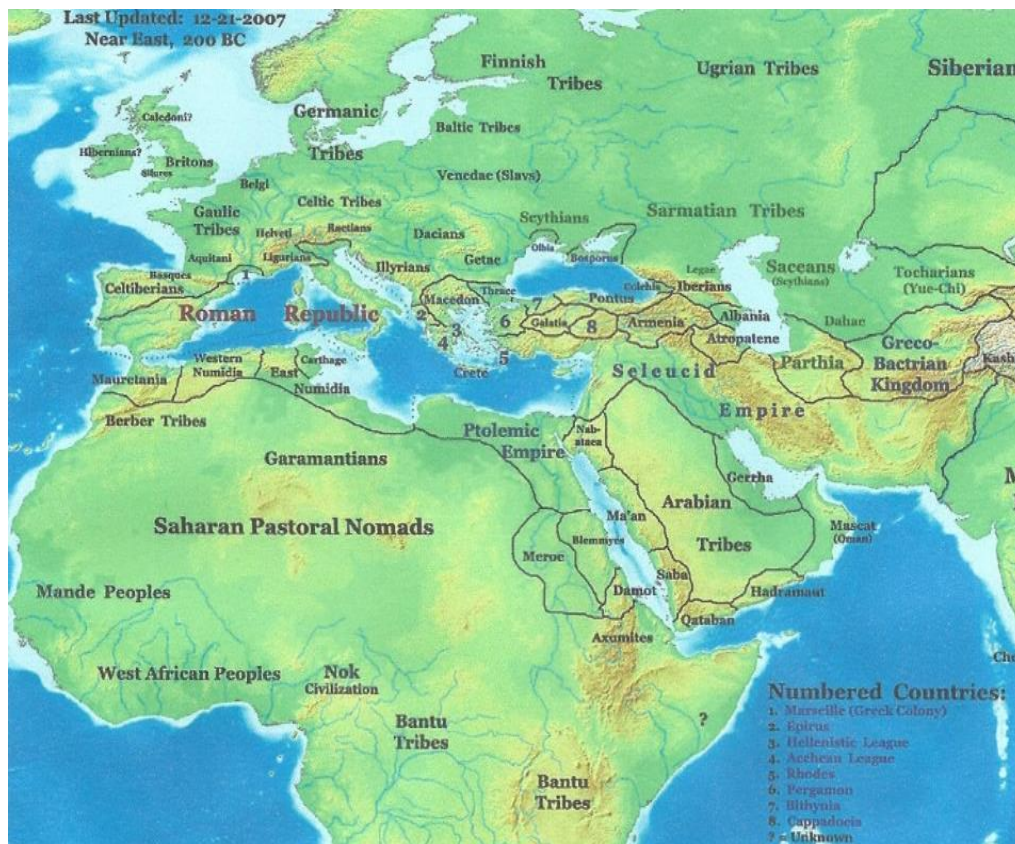 Last Updated: 12-21-2007
Near East, 200 BC
Finnish
Tribes
Ugrian Tribes
Siberian
Germanic
Tribes
Caledoni?
Baltic Tribes
Hibernians?
Britons
Silures
Venedae (Slavs)
Belgi
Celtic Tribes
Gaulic
Tribes
Helveti
Raetians
Scythians
Sarmatian Tribes
Dacians
Olbia
Bosporus
Aquitani
Ligurians
Illyrians
Getae
Legae
Saceans
(Scythians)
Tocharians
(Yue-Chi)
Basques
1
Celtiberians
Thrace
Colchis
Iberians
Macedon
7
Pontus
Roman Republic
2
6
Galatia
8
Armenia
Albania
Dahae
3
4
Atropatene
Greco-
Bactrian
Kingdom
5
Parthia
Kash
Western
Numidia
East
Carthage
Numidia
Crete
Seleucid
Empire
Mauretania
Berber Tribes
Ptolemic
Empire
Nab-
ataea
Garamantians
Gerrha
Arabian
Tribes
Saharan Pastoral Nomads
Ma'an
Mascat
(Oman)
Blemmyes
Meroe
Saba
Damot
Hadramaut
Mande Peoples
Qataban
Axumites
West African Peoples
Nok
Civilization
Bantu
Tribes
?
Bantu
Tribes
Numbered Countries:
1. Marseille (Greek Colony)
2. Epirus
3. Hellenistic League
4. Aechean League
5. Rhodes
6. Pergamon
7. Bithynia
8. Cappadocia
? = Unknown